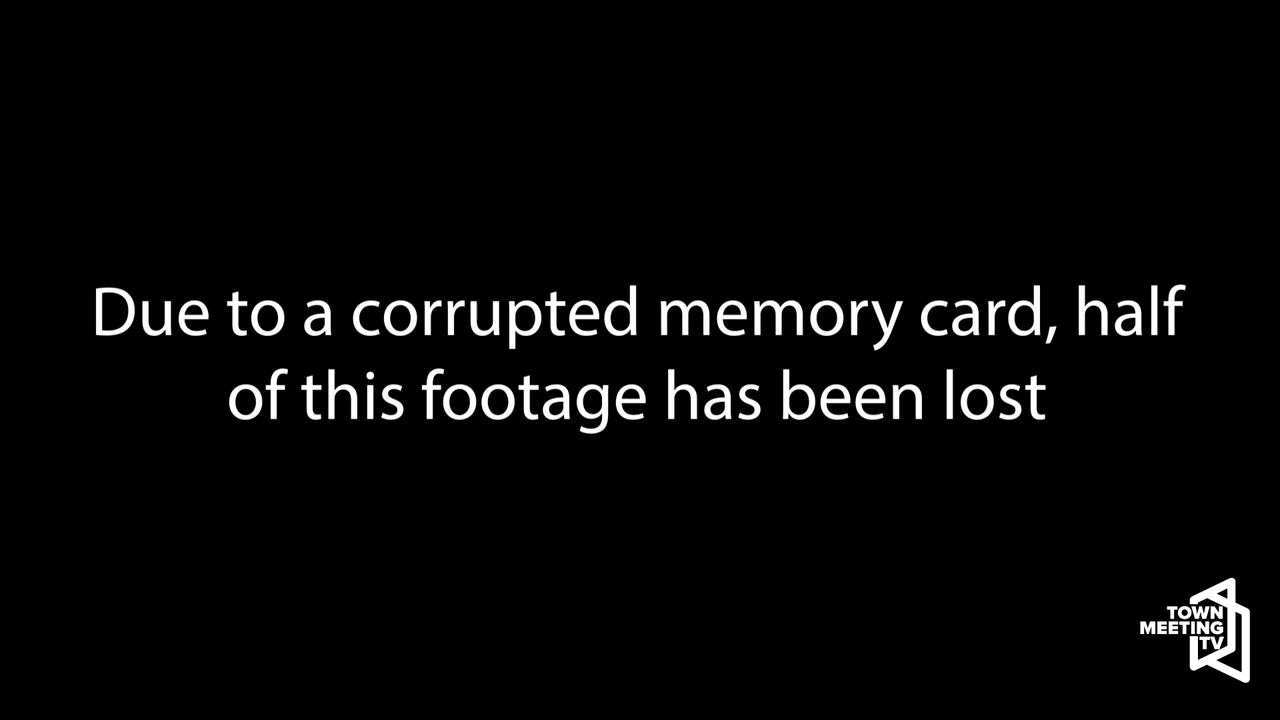 Due to a corrupted memory card, half
of this footage has been lost
TOWN
MEETING
TV